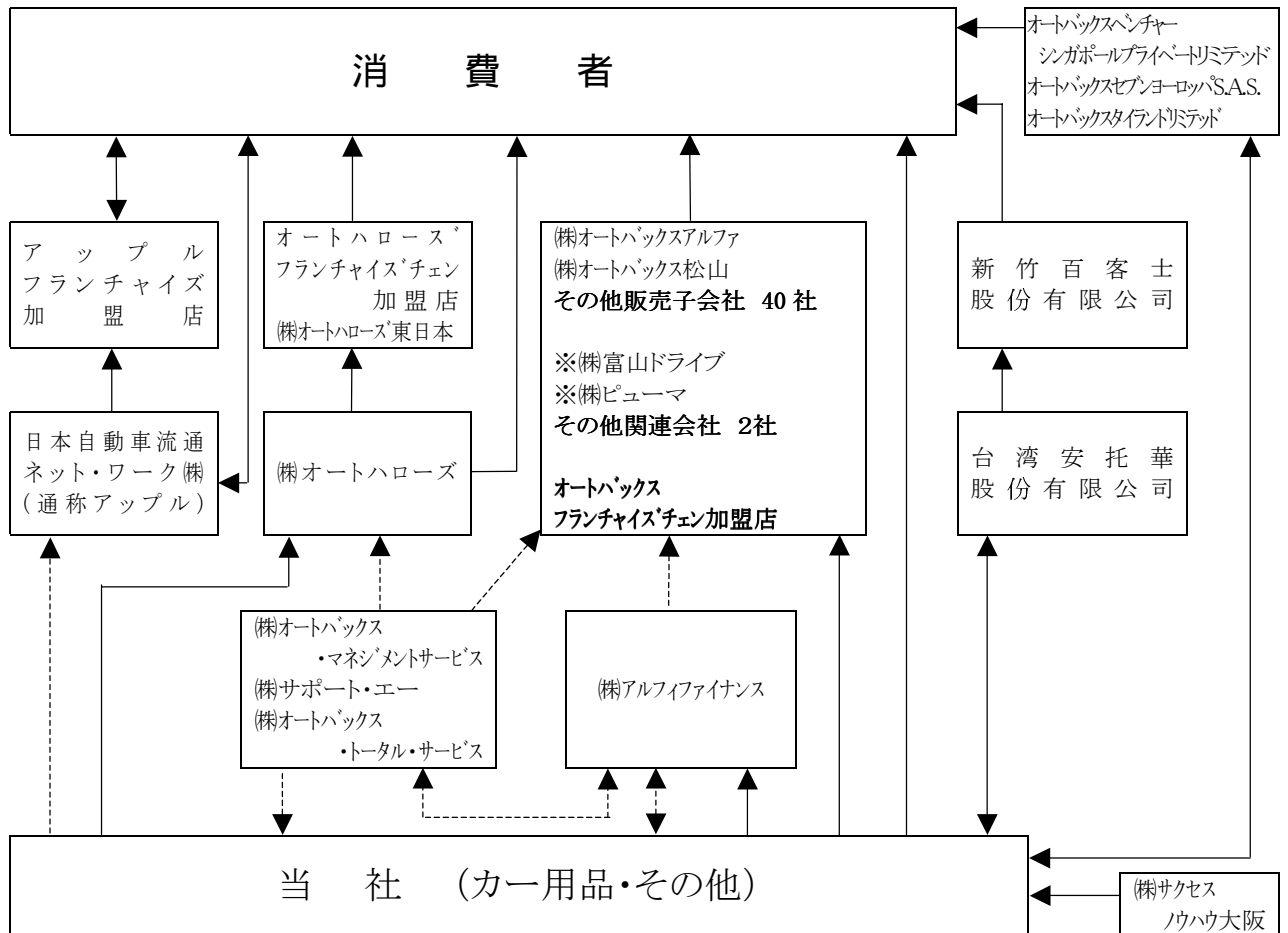 消費者
オートバックスベンチャー
シンガポールプライベートリミテッド
オートバックスセブンヨーロッパS.A.S.
オートバックスタイランドリミテッド
アップル
フランチャイズ
加盟店
オートハローズ
フランチャイズチェン
加盟店
㈱オートハローズ東日本
㈱オートバックスアルファ
㈱オートバックス松山
その他販売子会社 40社
※㈱富山ドライブ
※㈱ピューマ
その他関連会社 2社
オートバックス
フランチャイズチェン加盟店
新竹百客士
股份有限公司
日本自動車流通
ネット・ワーク㈱
(通称アップル)
㈱オートハローズ
台湾安托華
股份有限公司
㈱オートバックス
・マネジメントサービス
㈱サポート・エー
㈱オートバックス
・トータル・サービス
㈱アルフィファイナンス
当社 (カー用品・その他)
㈱サクセス
ノウハウ大阪